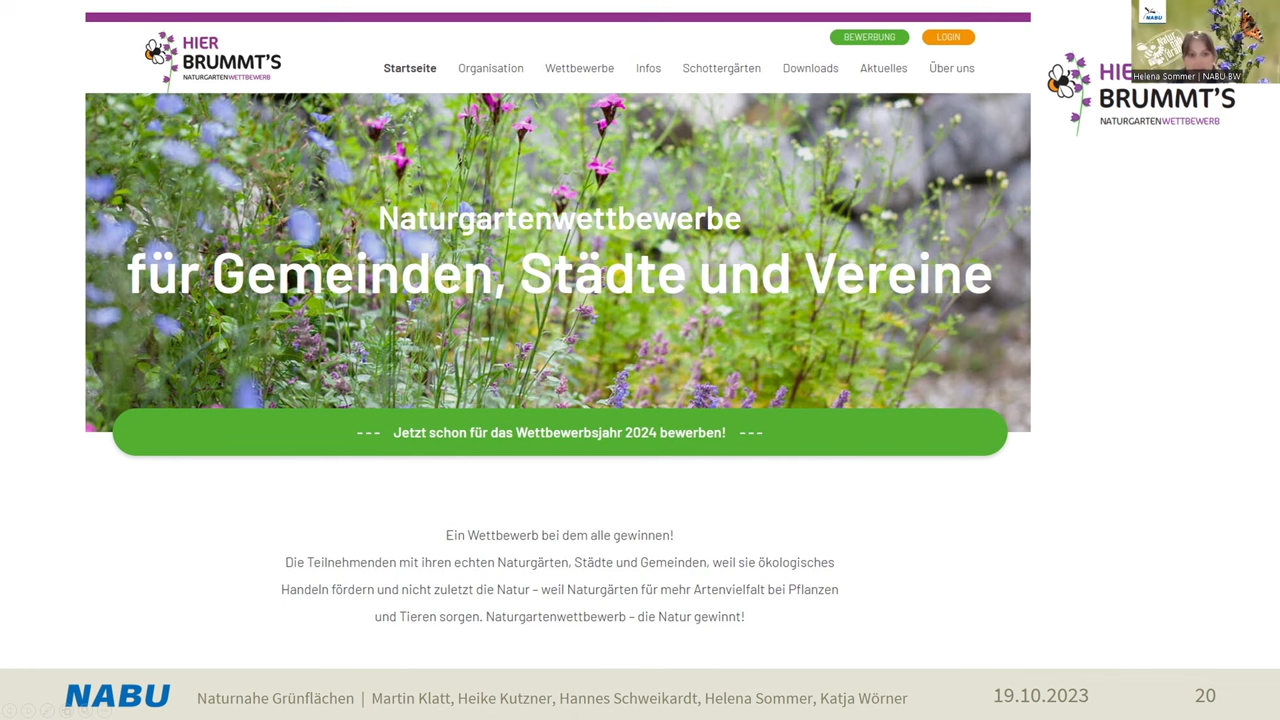 HIER
BRUMMT'S
NATURGARTENWETTBEWERB
BEWERBUNG
LOGIN
Startseite Organisation Wettbewerbe Infos Schottergärten Downloads Aktuelles Über uns
NABU
Helena Sommer | NABU BW
BRUMMT'S
NATURGARTENWETTBEWERB
Naturgartenwettbewerbe
für Gemeinden, Städte und Vereine
--- Jetzt schon für das Wettbewerbsjahr 2024 bewerben! ---
Ein Wettbewerb bei dem alle gewinnen!
Die Teilnehmenden mit ihren echten Naturgärten, Städte und Gemeinden, weil sie ökologisches
Handeln fördern und nicht zuletzt die Natur – weil Naturgärten für mehr Artenvielfalt bei Pflanzen
und Tieren sorgen. Naturgartenwettbewerb – die Natur gewinnt!
NABU
Naturnahe Grünflächen | Martin Klatt, Heike Kutzner, Hannes Schweikardt, Helena Sommer, Katja Wörner
19.10.2023
20